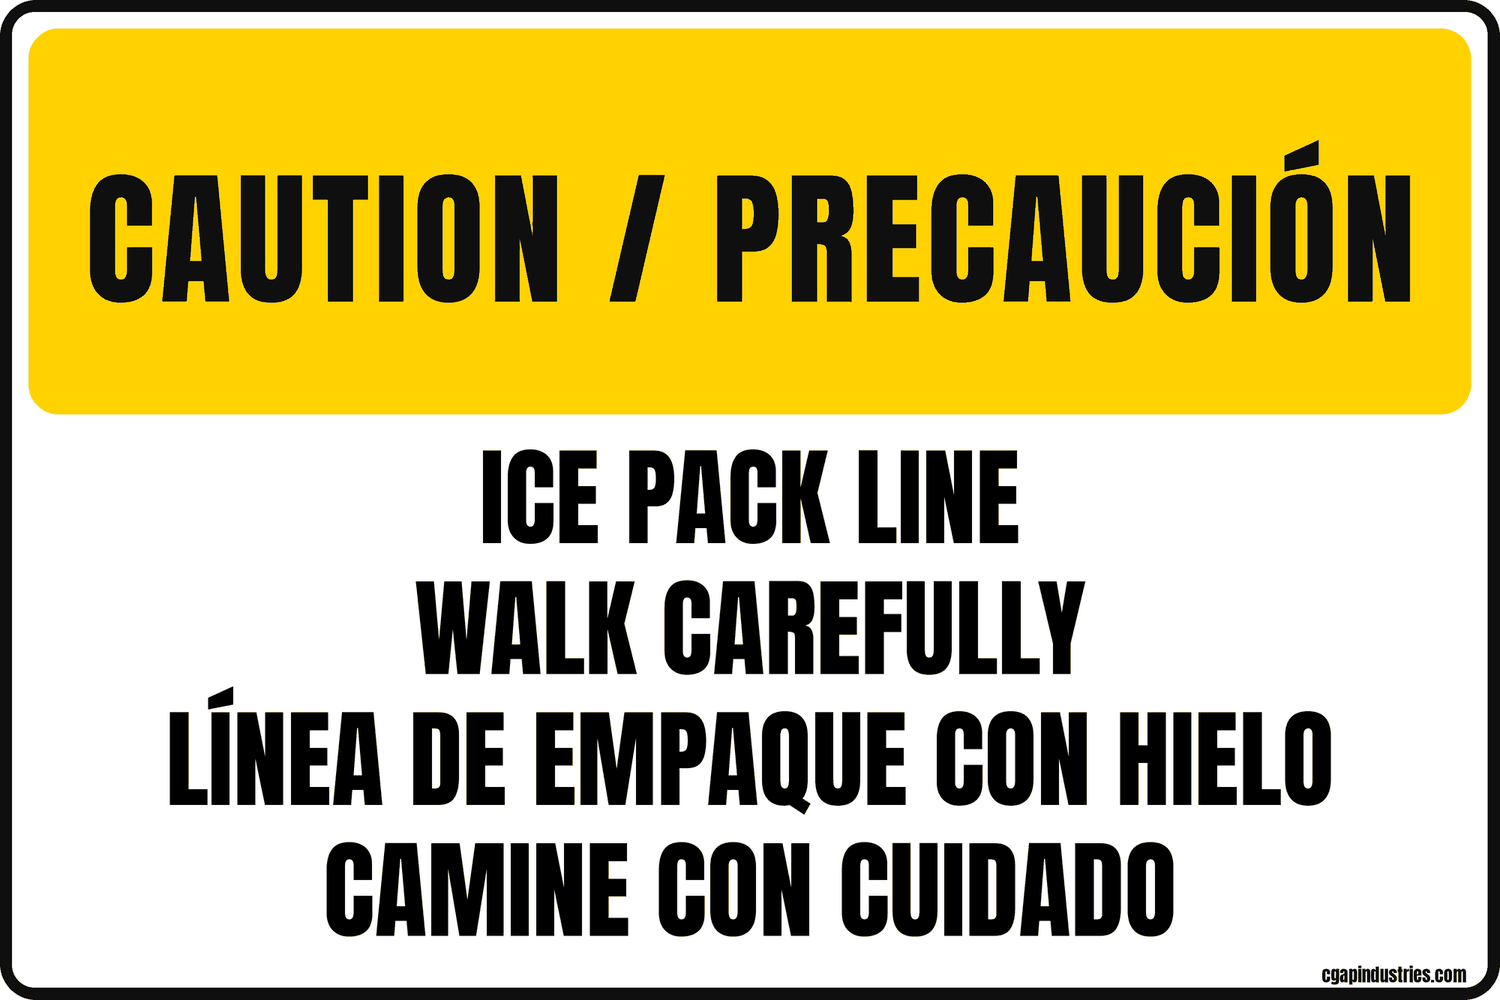 CAUTION / PRECAUCIÓN
ICE PACK LINE
WALK CAREFULLY
LÍNEA DE EMPAQUE CON HIELO
CAMINE CON CUIDADO
cgapindustries.com